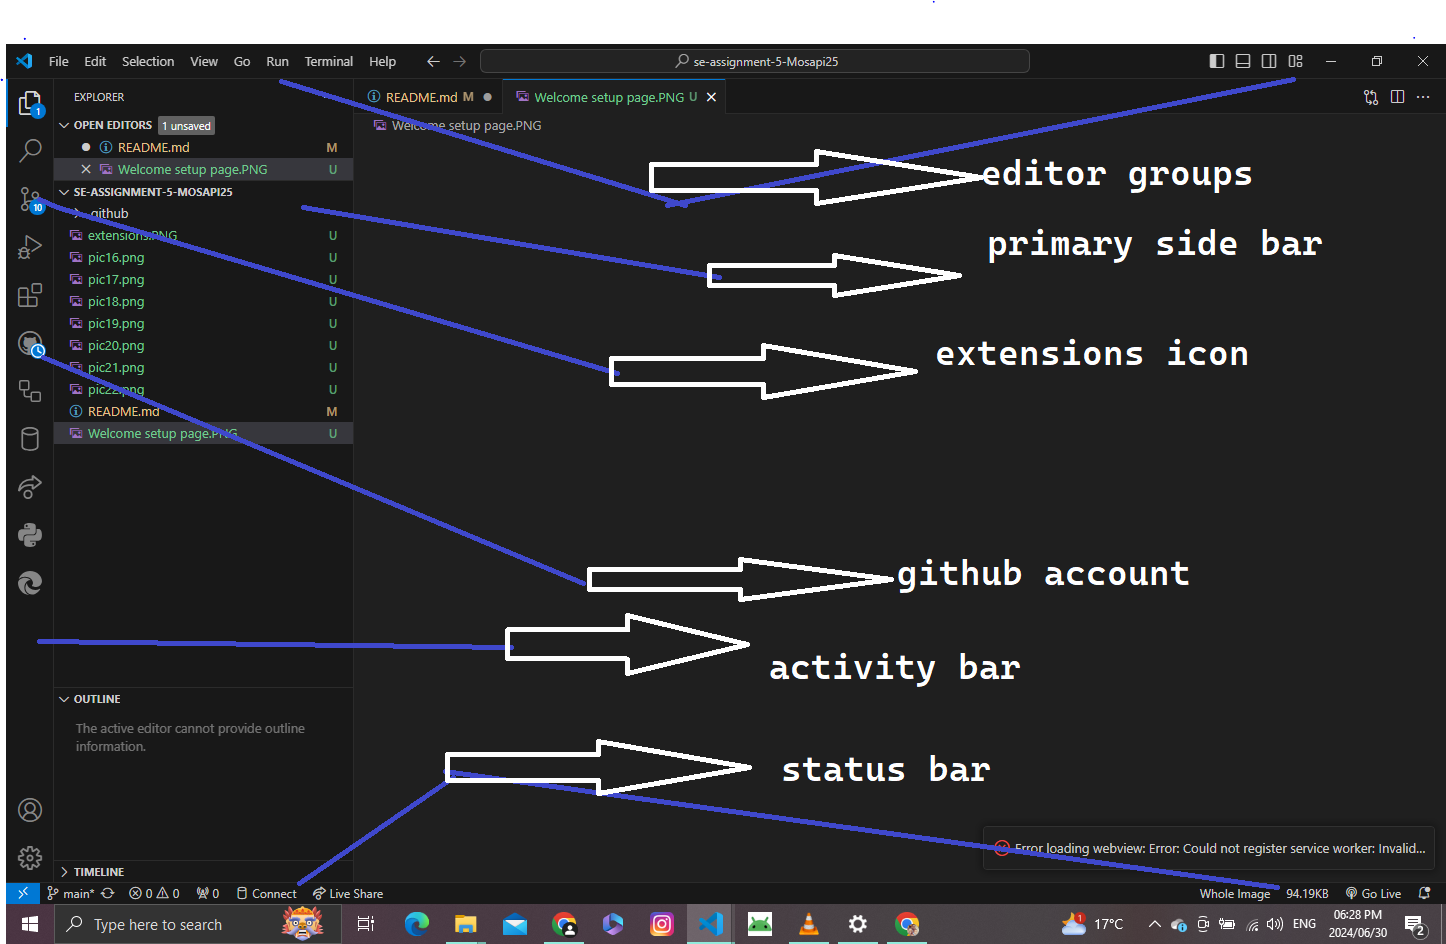 File Edit Selection View Go Run Terminal Help
se-assignment-5-Mosapi25
EXPLORER
OPEN EDITORS 1 unsaved
README.md M
Welcome setup page.PNG U
SE-ASSIGNMENT-5-MOSAPI25
.github
extensions.PNG U
pic16.png U
pic17.png U
pic18.png U
pic19.png U
pic20.png U
pic21.png U
pic22.png U
README.md M
Welcome setup page.PNG U
OUTLINE
The active editor cannot provide outline
information.
TIMELINE
1
10
README.md M
Welcome setup page.PNG U
Welcome setup page.PNG
editor groups
primary side bar
extensions icon
github account
activity bar
status bar
Error loading webview: Error: Could not register service worker: Invalid...
main* 0 0 0 Connect Live Share
Whole Image 94.19KB Go Live
Type here to search
1 17°C ENG
06:28 PM
2024/06/30
2